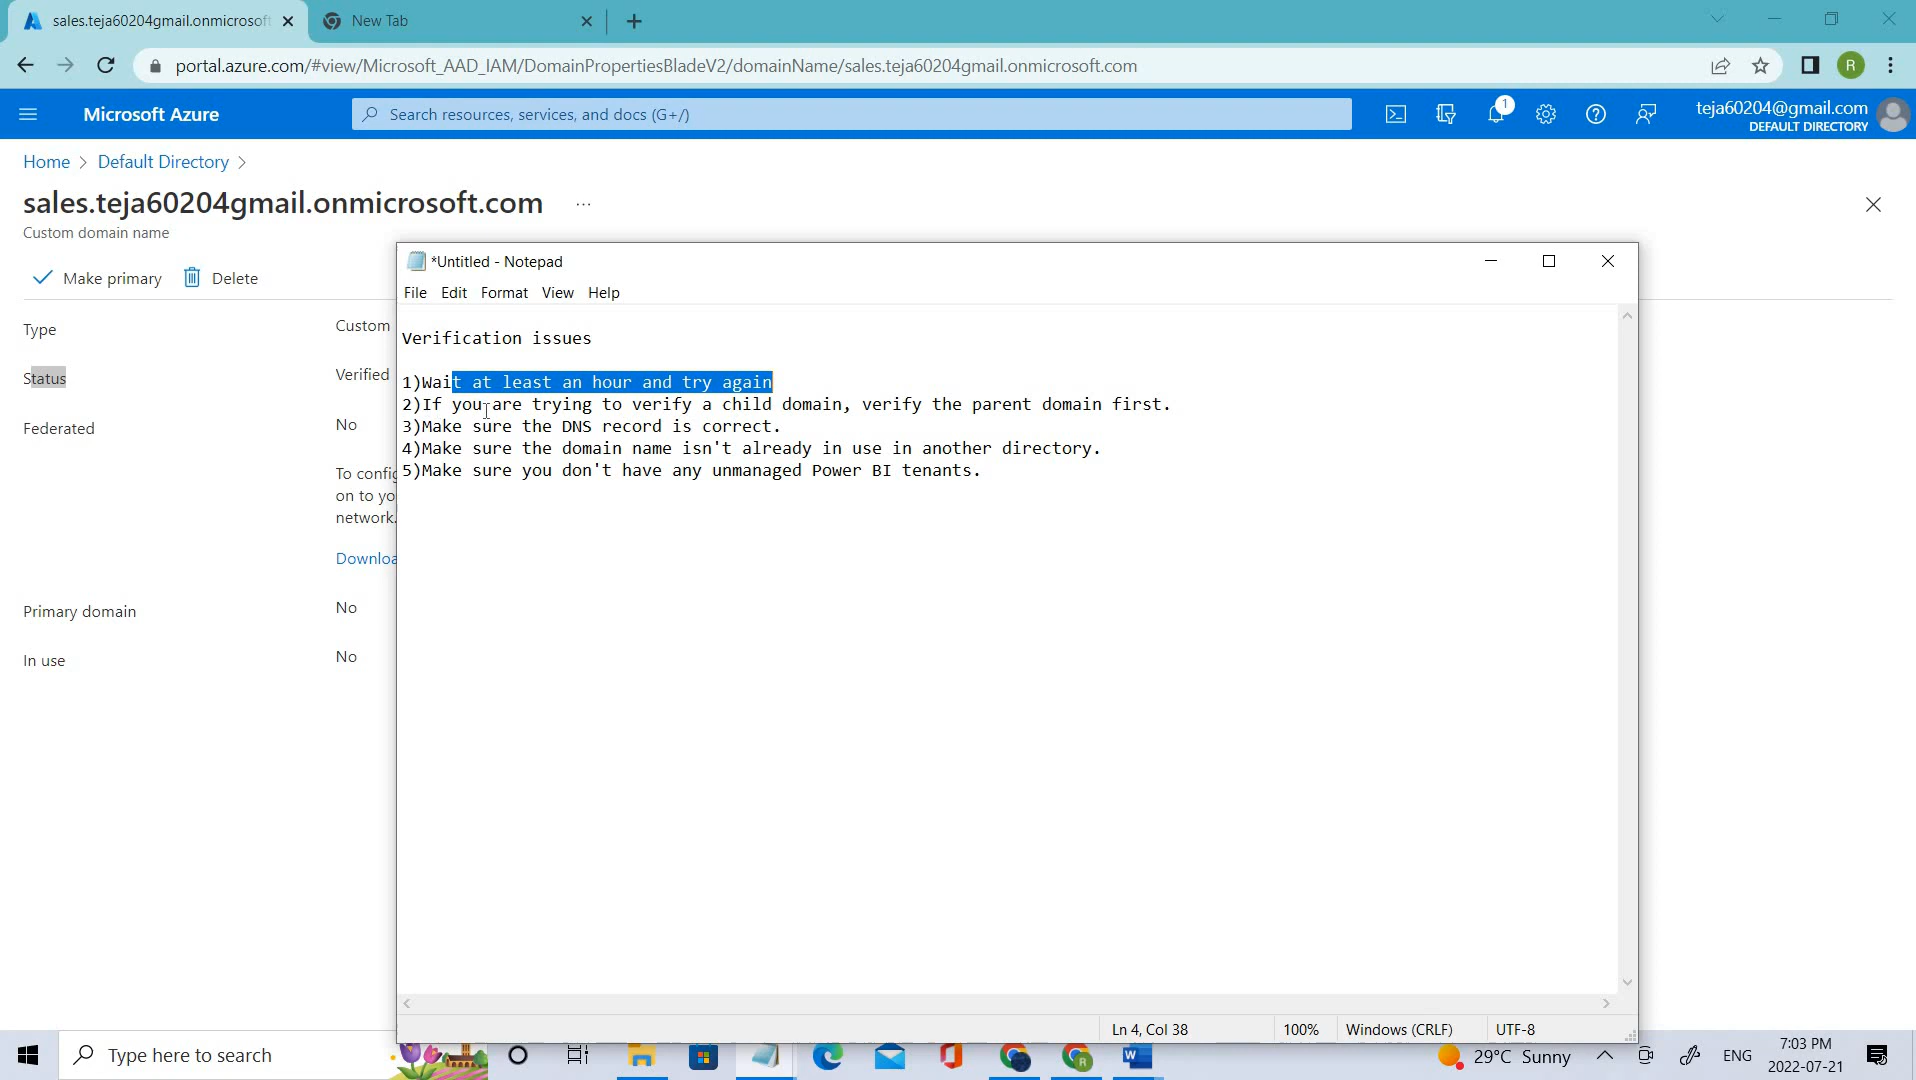 sales.teja60204gmail.onmicrosoft
New Tab
portal.azure.com/#view/Microsoft_AAD_IAM/DomainPropertiesBladeV2/domainName/sales.teja60204gmail.onmicrosoft.com
R
Microsoft Azure
Search resources, services, and docs (G+/)
1
teja60204@gmail.com
DEFAULT DIRECTORY
Home > Default Directory >
sales.teja60204gmail.onmicrosoft.com ...
Custom domain name
Make primary
Delete
Type
Custom
Status
Verified
Federated
No
To config
on to yo
network.
Downloa
Primary domain
No
In use
No
*Untitled - Notepad
File Edit Format View Help
Verification issues
1)Wait at least an hour and try again
2)If you are trying to verify a child domain, verify the parent domain first.
3)Make sure the DNS record is correct.
4)Make sure the domain name isn't already in use in another directory.
5)Make sure you don't have any unmanaged Power BI tenants.
Ln 4, Col 38
100%
Windows (CRLF)
UTF-8
Type here to search
R
W
29°C Sunny
ENG
7:03 PM
2022-07-21